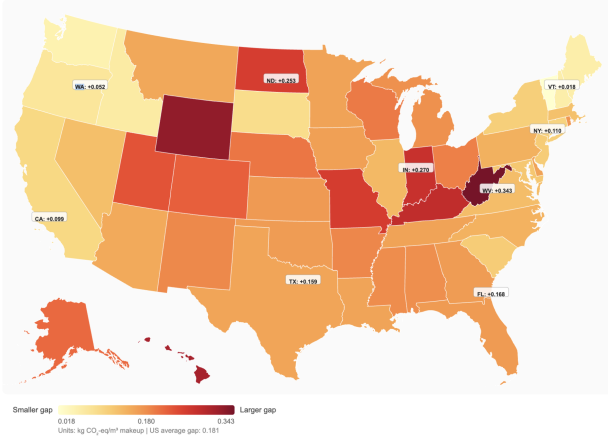 ND: +0.253
WA: +0.052
VT: +0.018
NY: +0.110
IN: +0.270
WV: +0.343
CA: +0.099
TX: +0.159
FL: +0.168
Smaller gap
Larger gap
0.018 0.180 0.343
Units: kg CO₂-eq/m³ makeup | US average gap: 0.181